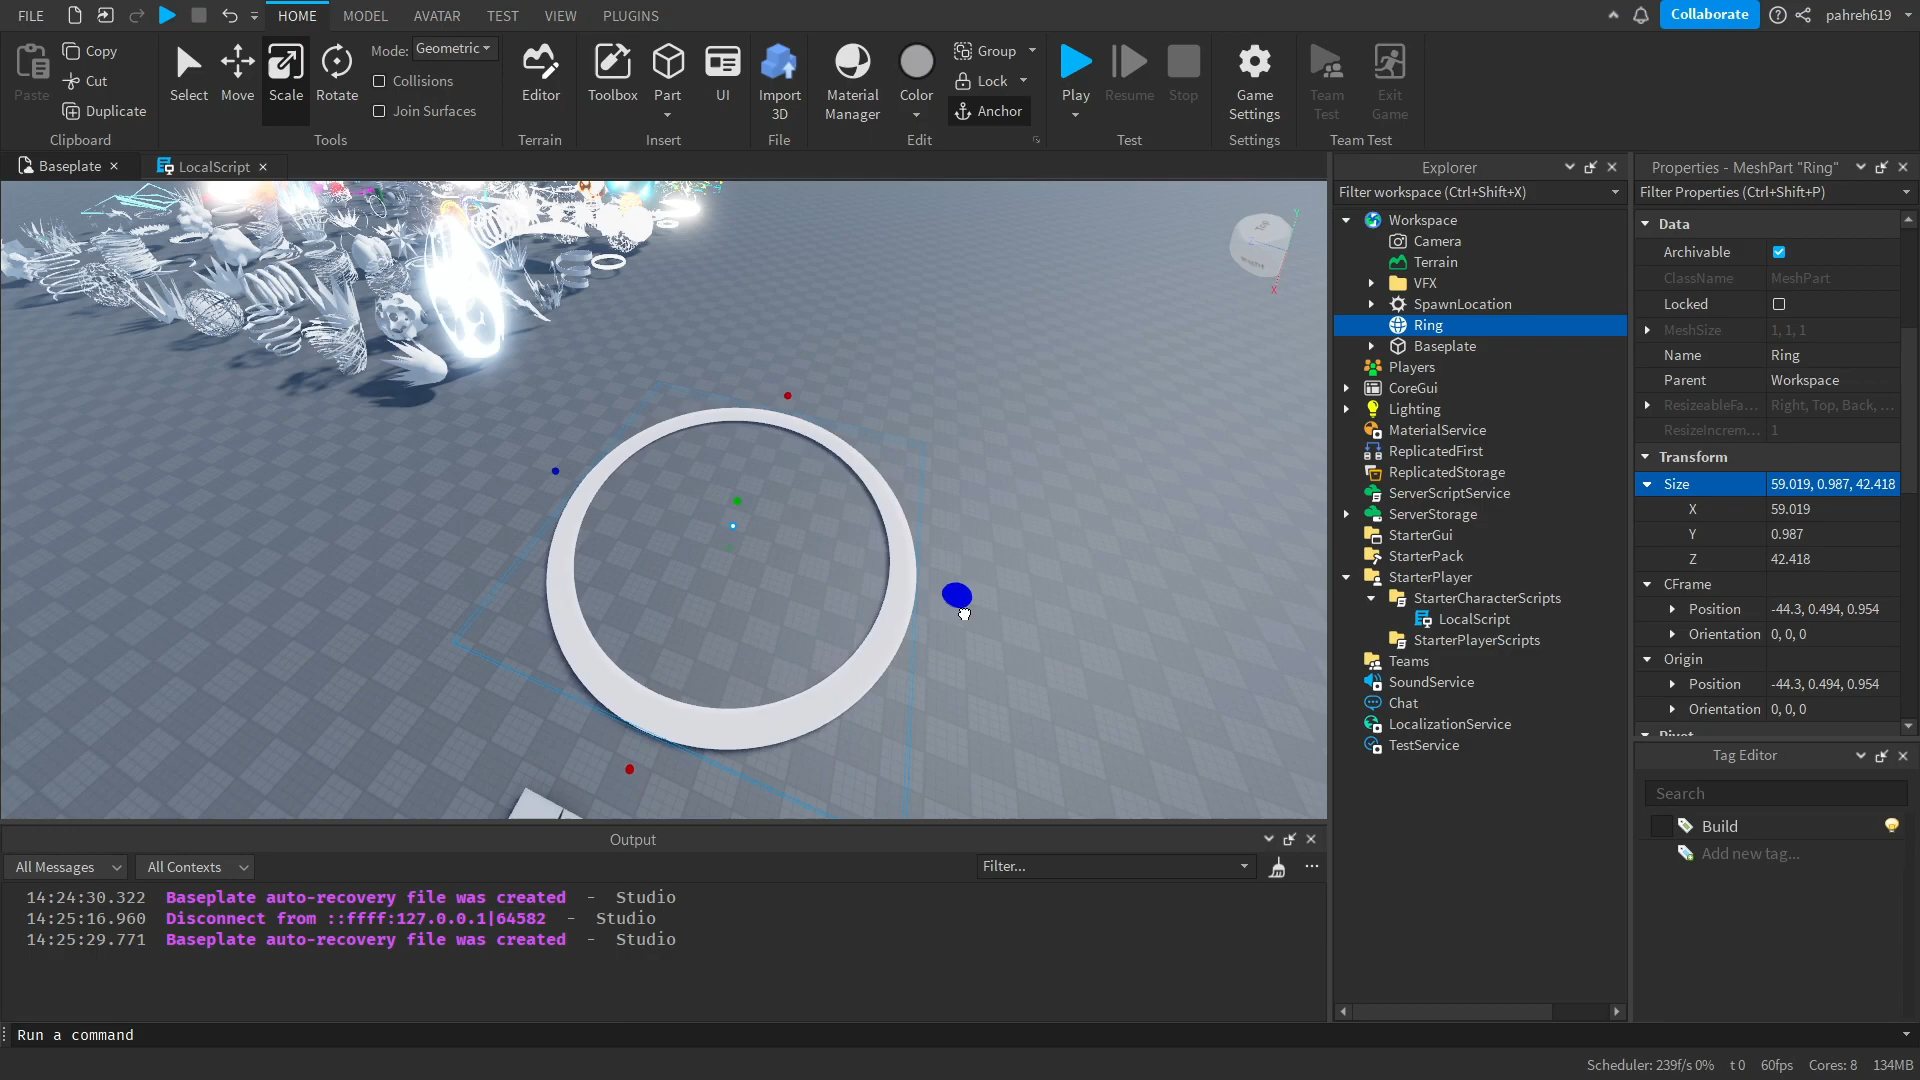 FILE
HOME
MODEL
AVATAR
TEST
VIEW
PLUGINS
Collaborate
pahreh619
Paste
Copy
Cut
Duplicate
Clipboard
Select
Move
Scale
Rotate
Mode:
Geometric
Collisions
Join Surfaces
Tools
Editor
Terrain
Toolbox
Part
UI
Insert
Import
3D
File
Material
Manager
Color
Group
Lock
Anchor
Edit
Play
Resume
Stop
Test
Game
Settings
Settings
Team
Test
Exit
Game
Team Test
Baseplate
LocalScript
Y
X
Explorer
Filter workspace (Ctrl+Shift+X)
Workspace
Camera
Terrain
VFX
SpawnLocation
Ring
Baseplate
Players
CoreGui
Lighting
MaterialService
ReplicatedFirst
ReplicatedStorage
ServerScriptService
ServerStorage
StarterGui
StarterPack
StarterPlayer
StarterCharacterScripts
LocalScript
StarterPlayerScripts
Teams
SoundService
Chat
LocalizationService
TestService
Properties - MeshPart "Ring"
Filter Properties (Ctrl+Shift+P)
Data
Archivable
ClassName MeshPart
Locked
MeshSize 1, 1, 1
Name Ring
Parent Workspace
ResizeableFa... Right, Top, Back, ...
ResizeIncrem... 1
Transform
Size 59.019, 0.987, 42.418
X 59.019
Y 0.987
Z 42.418
CFrame
Position -44.3, 0.494, 0.954
Orientation 0, 0, 0
Origin
Position -44.3, 0.494, 0.954
Orientation 0, 0, 0
Pivot
Tag Editor
Search
Build
Add new tag...
Output
All Messages
All Contexts
Filter...
14:24:30.322 Baseplate auto-recovery file was created - Studio
14:25:16.960 Disconnect from ::ffff:127.0.0.1|64582 - Studio
14:25:29.771 Baseplate auto-recovery file was created - Studio
Run a command
Scheduler: 239f/s 0% t 0 60fps Cores: 8 134MB